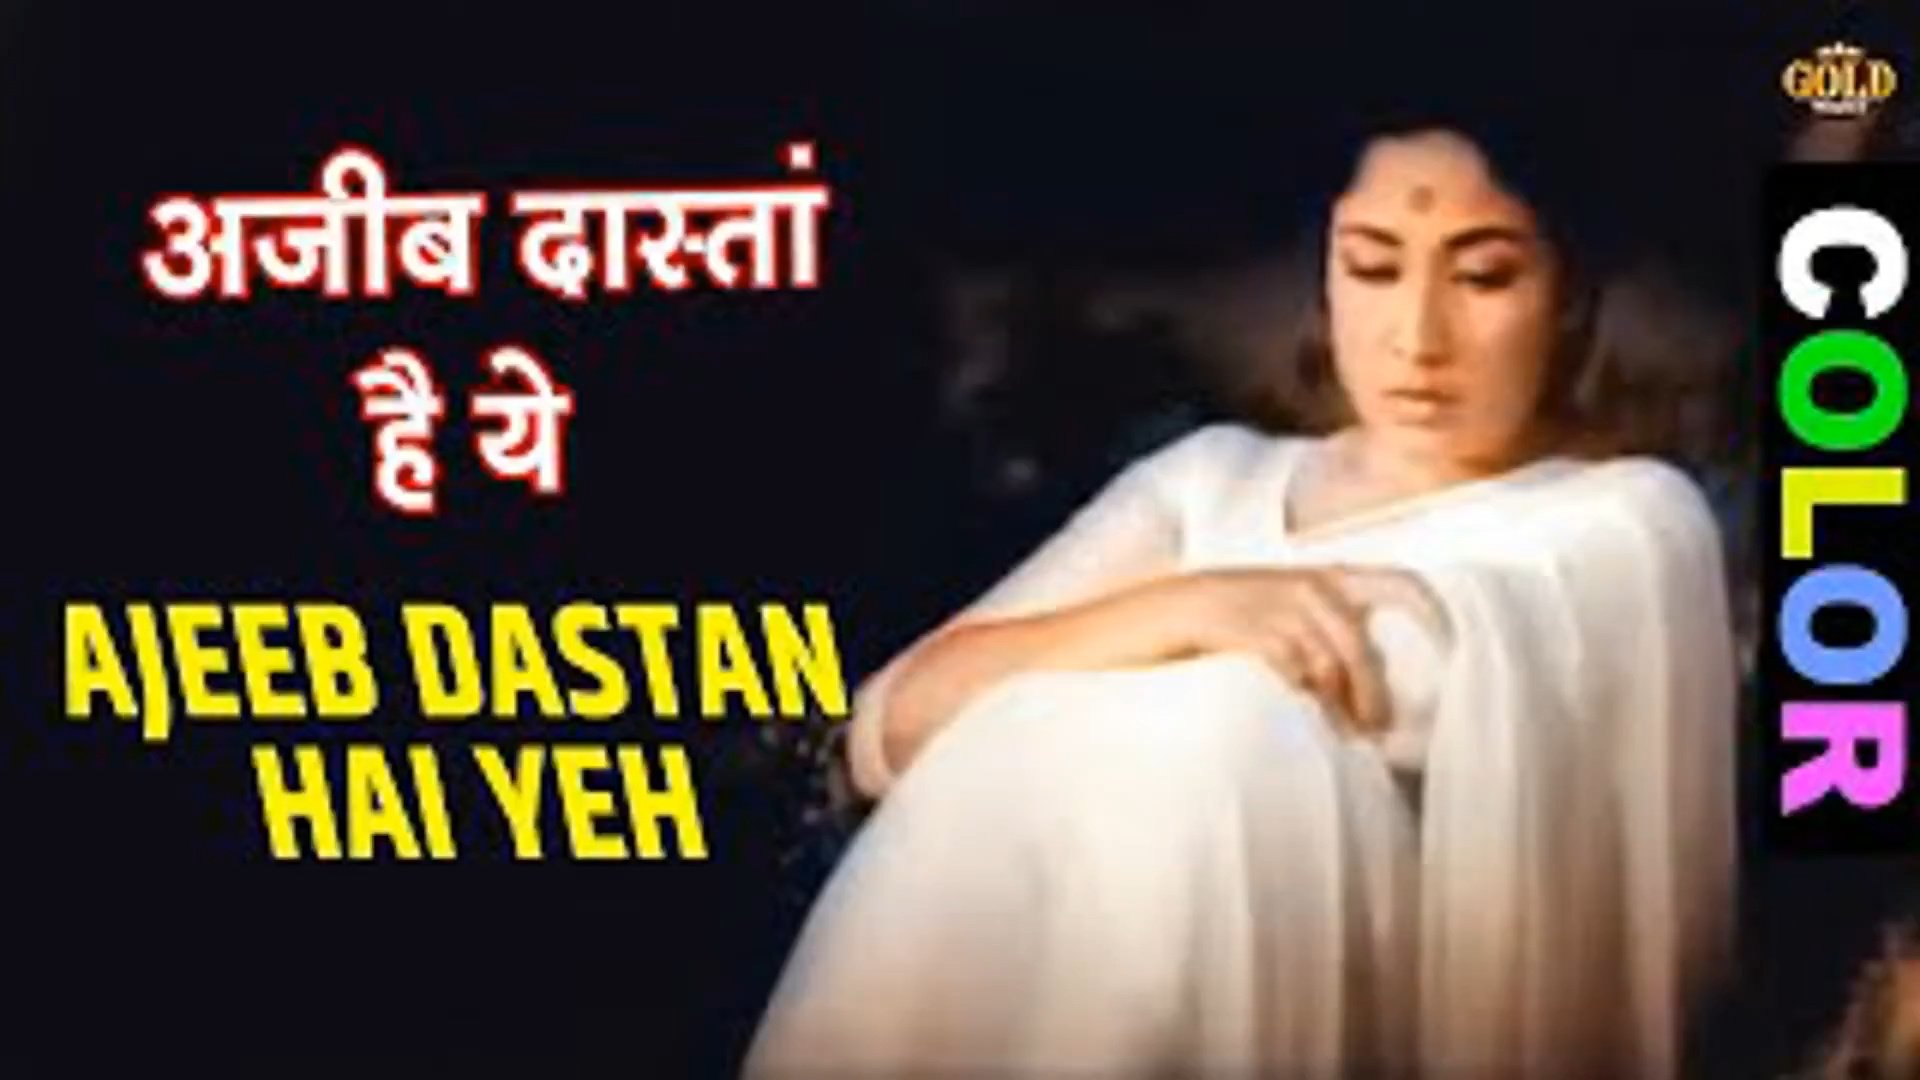 अजीब दास्तां
है ये
AJEEB DASTAN
HAI YEH
GOLD
COLOR